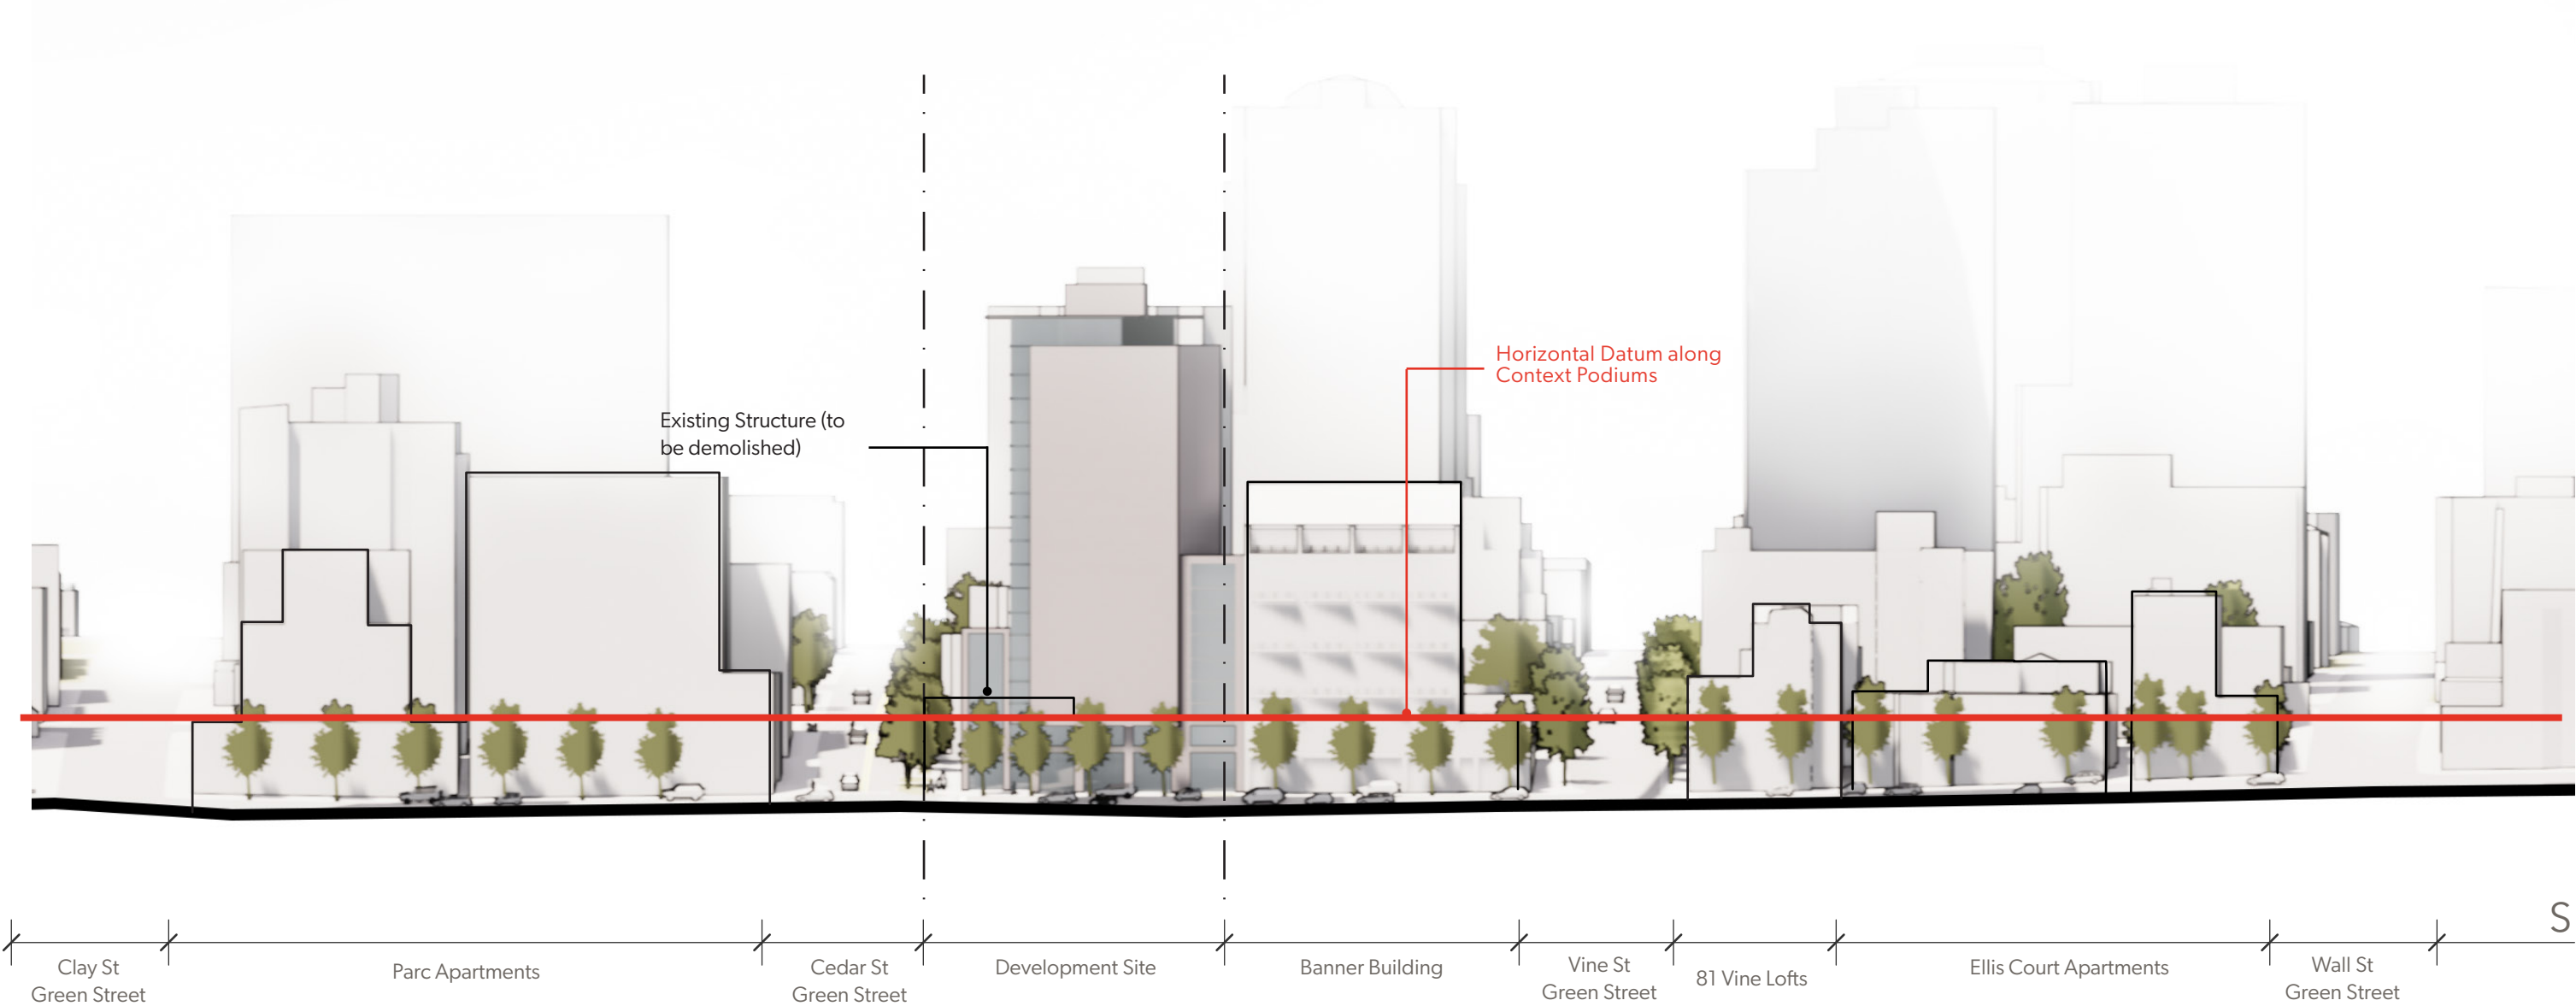 Horizontal Datum along
Context Podiums
Existing Structure (to
be demolished)
S
Clay St
Green Street
Parc Apartments
Cedar St
Green Street
Development Site
Banner Building
Vine St
Green Street
81 Vine Lofts
Ellis Court Apartments
Wall St
Green Street